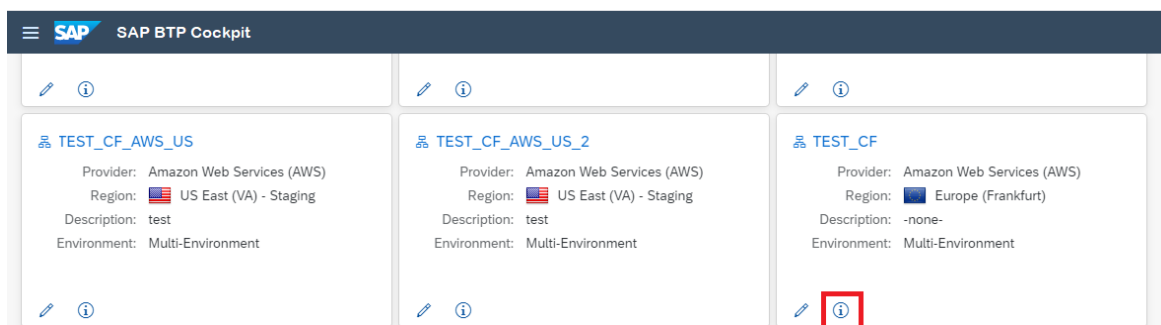 SAP SAP BTP Cockpit
TEST_CF_AWS_US
Provider: Amazon Web Services (AWS)
Region: US East (VA) - Staging
Description: test
Environment: Multi-Environment
TEST_CF_AWS_US_2
Provider: Amazon Web Services (AWS)
Region: US East (VA) - Staging
Description: test
Environment: Multi-Environment
TEST_CF
Provider: Amazon Web Services (AWS)
Region: Europe (Frankfurt)
Description: -none-
Environment: Multi-Environment